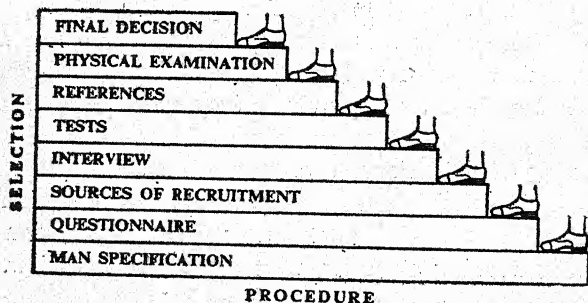 FINAL DECISION
PHYSICAL EXAMINATION
REFERENCES
TESTS
INTERVIEW
SOURCES OF RECRUITMENT
QUESTIONNAIRE
MAN SPECIFICATION
SELECTION
PROCEDURE